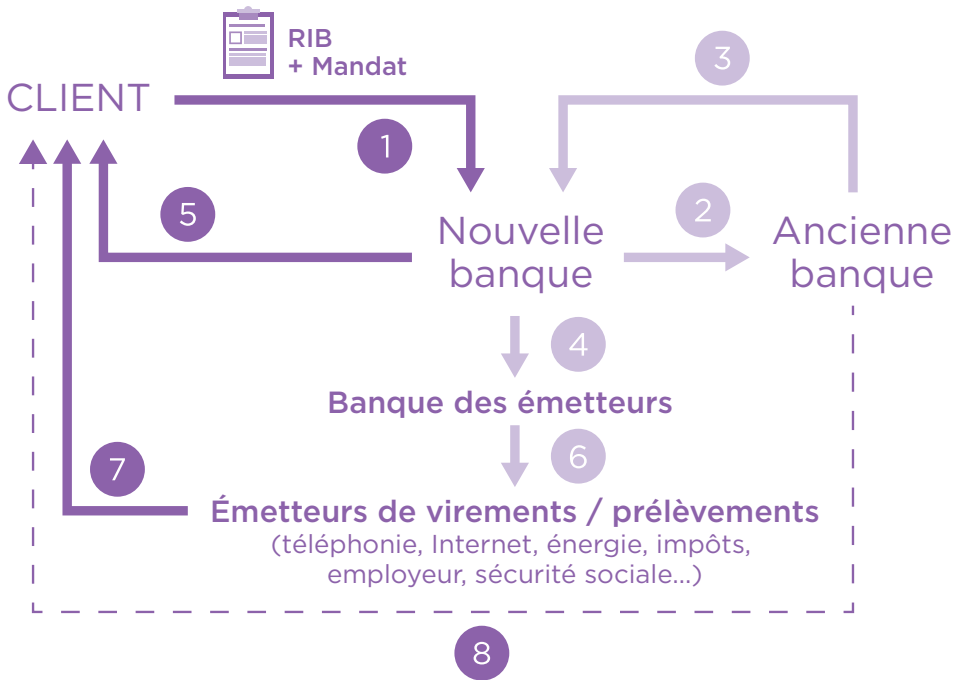 RIB
+ Mandat
3
CLIENT
1
5
2
Nouvelle
banque
Ancienne
banque
4
Banque des émetteurs
6
7
Émetteurs de virements / prélèvements
(téléphonie, Internet, énergie, impôts,
employeur, sécurité sociale...)
8